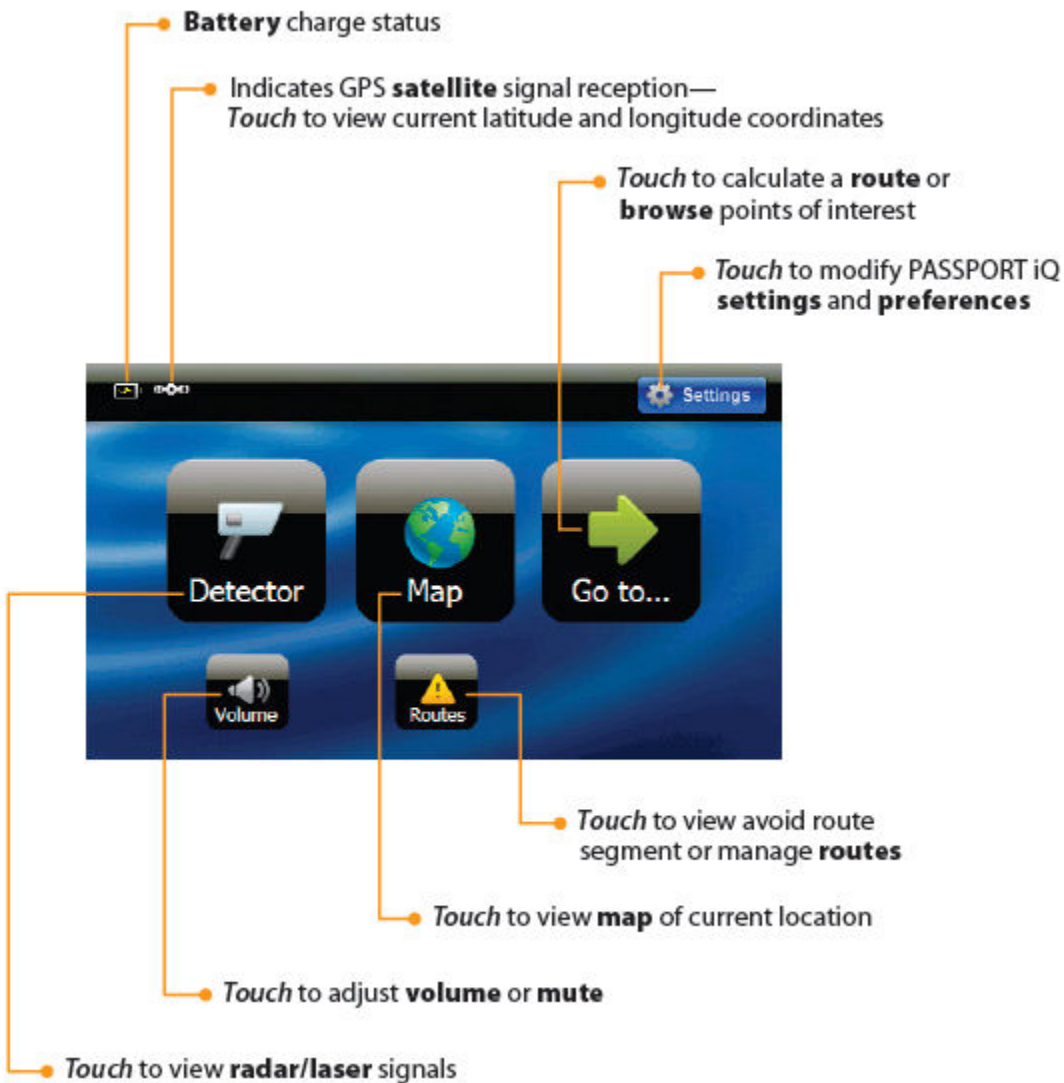 Battery charge status
Indicates GPS satellite signal reception—
Touch to view current latitude and longitude coordinates
Touch to calculate a route or
browse points of interest
Touch to modify PASSPORT iQ
settings and preferences
Settings
Detector
Map
Go to...
Volume
Routes
Touch to view avoid route
segment or manage routes
Touch to view map of current location
Touch to adjust volume or mute
Touch to view radar/laser signals